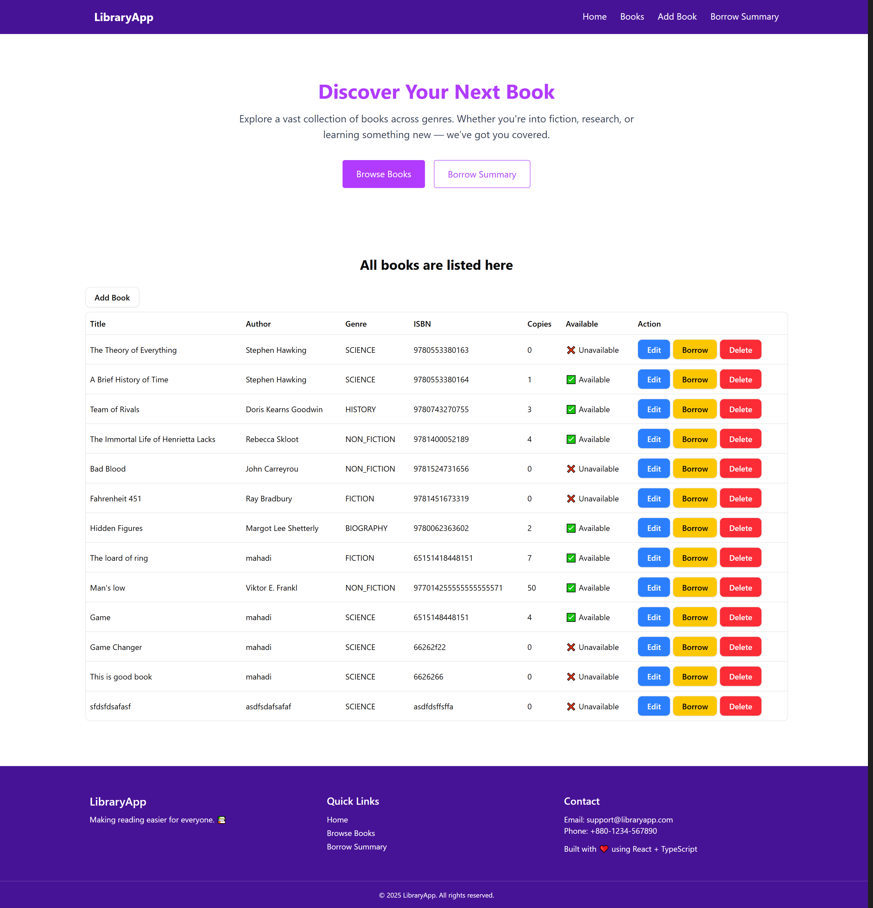 LibraryApp Home Books Add Book Borrow Summary
Discover Your Next Book
Explore a vast collection of books across genres. Whether you're into fiction, research, or
learning something new — we've got you covered.
Browse Books Borrow Summary
All books are listed here
Add Book
Title Author Genre ISBN Copies Available Action
The Theory of Everything Stephen Hawking SCIENCE 9780553380163 0 ❌ Unavailable Edit Borrow Delete
A Brief History of Time Stephen Hawking SCIENCE 9780553380164 1 ✅ Available Edit Borrow Delete
Team of Rivals Doris Kearns Goodwin HISTORY 9780743270755 3 ✅ Available Edit Borrow Delete
The Immortal Life of Henrietta Lacks Rebecca Skloot NON_FICTION 9781400052189 4 ✅ Available Edit Borrow Delete
Bad Blood John Carreyrou NON_FICTION 9781524731656 0 ❌ Unavailable Edit Borrow Delete
Fahrenheit 451 Ray Bradbury FICTION 9781451673319 0 ❌ Unavailable Edit Borrow Delete
Hidden Figures Margot Lee Shetterly BIOGRAPHY 9780062363602 2 ✅ Available Edit Borrow Delete
The loard of ring mahadi FICTION 65151418448151 7 ✅ Available Edit Borrow Delete
Man's low Viktor E. Frankl NON_FICTION 977014255555555555571 50 ✅ Available Edit Borrow Delete
Game mahadi SCIENCE 6515148448151 4 ✅ Available Edit Borrow Delete
Game Changer mahadi SCIENCE 66262f22 0 ❌ Unavailable Edit Borrow Delete
This is good book mahadi SCIENCE 6626266 0 ❌ Unavailable Edit Borrow Delete
sfdsfdsafasf asdfsdafsafaf SCIENCE asdfdsffsffa 0 ❌ Unavailable Edit Borrow Delete
LibraryApp Quick Links Contact
Making reading easier for everyone. Home Email: support@libraryapp.com
Phone: +880-1234-567890
Browse Books
Borrow Summary Built with ❤️ using React + TypeScript
© 2025 LibraryApp. All rights reserved.